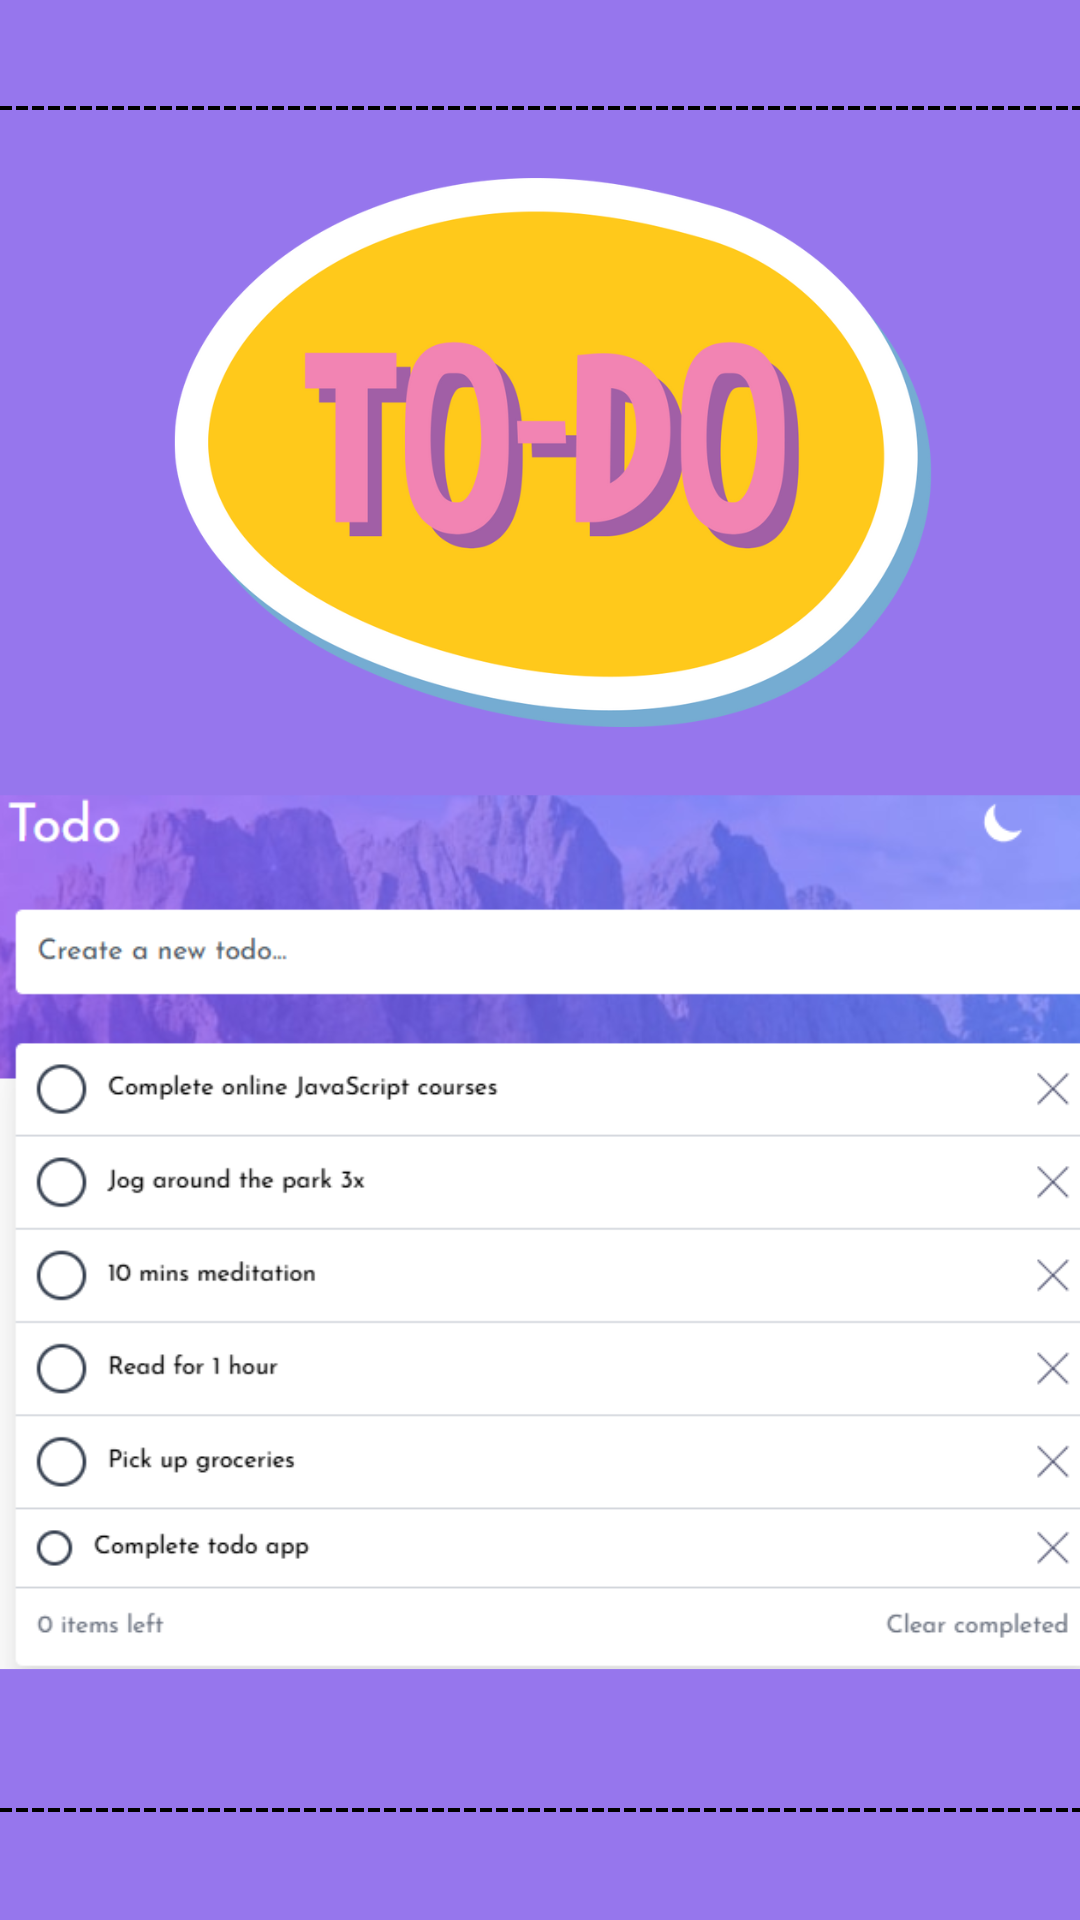 TO-DO
Todo
Create a new todo...
Complete online JavaScript courses
Jog around the park 3x
10 mins meditation
Read for 1 hour
Pick up groceries
Complete todo app
0 items left
Clear completed